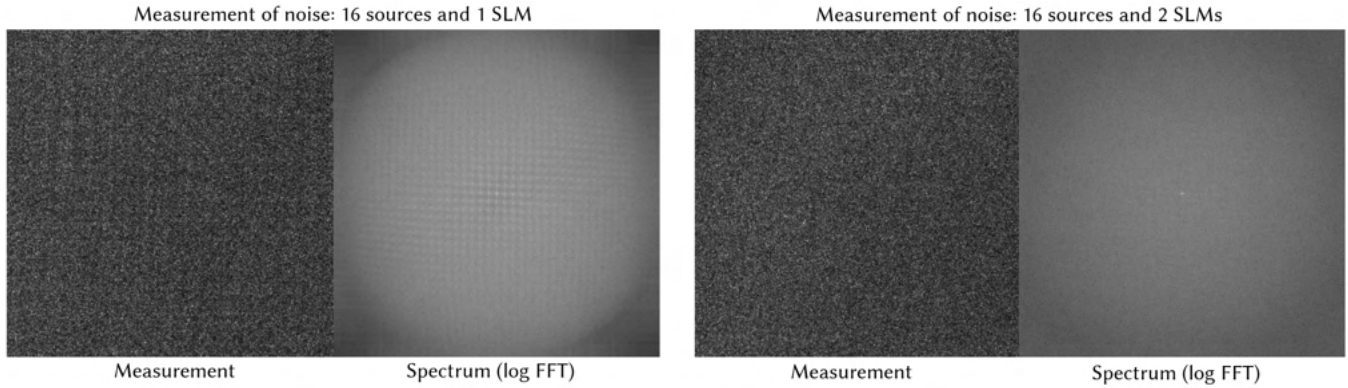 Measurement of noise: 16 sources and 1 SLM
Measurement of noise: 16 sources and 2 SLMs
Measurement
Spectrum (log FFT)
Measurement
Spectrum (log FFT)